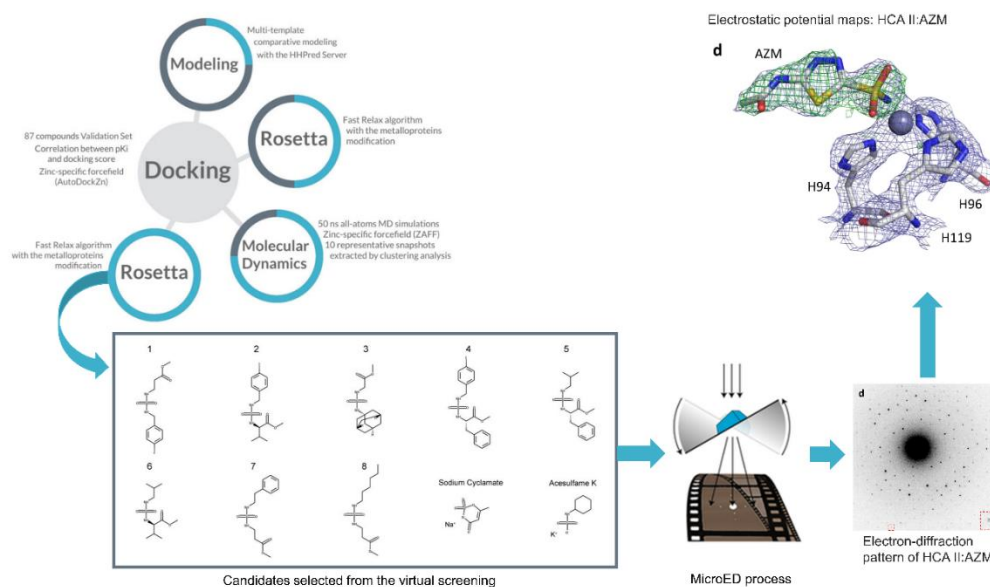 Multi-template
comparative modeling
with the HHPred Server
Modeling
Fast Relax algorithm
with the metalloproteins
modification
Rosetta
87 compounds Validation Set
Correlation between pKi
and docking score
Zinc-specific forcefield
(AutoDockZn)
Docking
50 ns all-atoms MD simulations
Zinc-specific forcefield (ZAFF)
10 representative snapshots
extracted by clustering analysis
Molecular
Dynamics
Fast Relax algorithm
with the metalloproteins
modification
Rosetta
Electrostatic potential maps: HCA II:AZM
d
AZM
H94
H96
H119
1
2
3
4
5
6
7
8
Sodium Cyclamate
Na⁺
Acesulfame K
K⁺
Candidates selected from the virtual screening
MicroED process
d
Electron-diffraction
pattern of HCA II:AZM